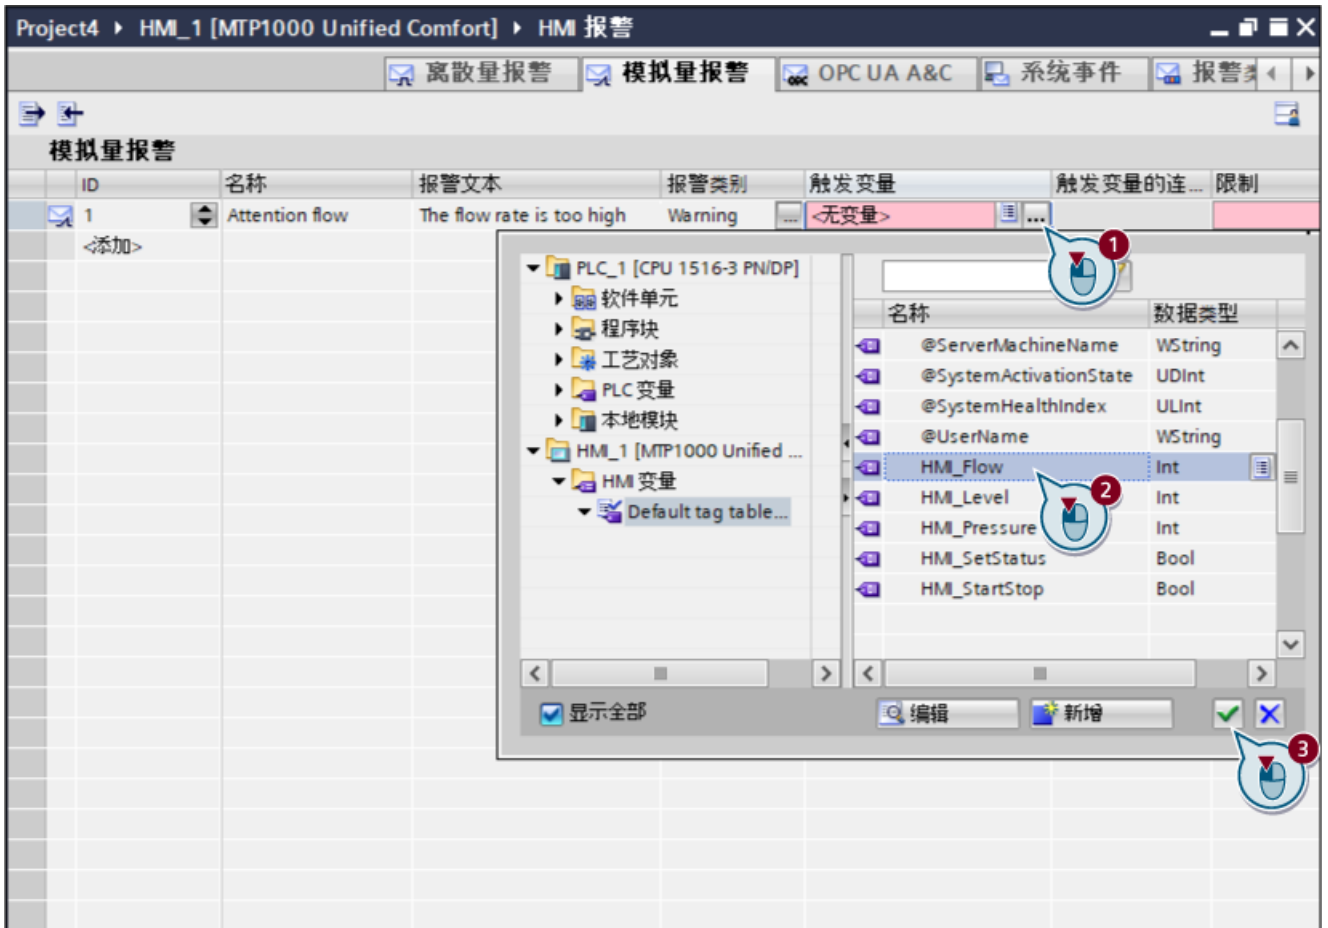 Project4 ▸ HMI_1 [MTP1000 Unified Comfort] ▸ HMI 报警
离散量报警 模拟量报警 OPC UA A&C 系统事件 报警
模拟量报警
ID 名称 报警文本 报警类别 触发变量 触发变量的连... 限制
1 Attention flow The flow rate is too high Warning ... <无变量> ...
<添加>
1
PLC_1 [CPU 1516-3 PN/DP]
软件单元
程序块
工艺对象
PLC 变量
本地模块
HMI_1 [MTP1000 Unified ...
HMI 变量
Default tag table...
名称 数据类型
@ServerMachineName WString
@SystemActivationState UDInt
@SystemHealthIndex ULInt
@UserName WString
HMI_Flow Int
HMI_Level Int
2
HMI_Pressure Int
HMI_SetStatus Bool
HMI_StartStop Bool
显示全部 编辑 新增
3